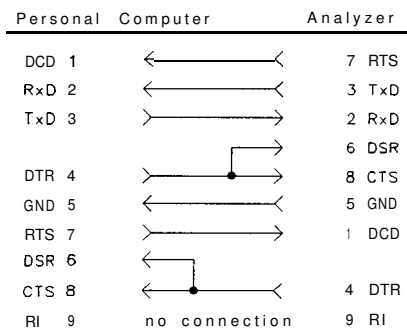 Personal Computer Analyzer
DCD 1 7 RTS
RxD 2 3 TxD
TxD 3 2 RxD
6 DSR
DTR 4 8 CTS
GND 5 5 GND
RTS 7 1 DCD
DSR 6
CTS 8 4 DTR
RI 9 no connection 9 RI